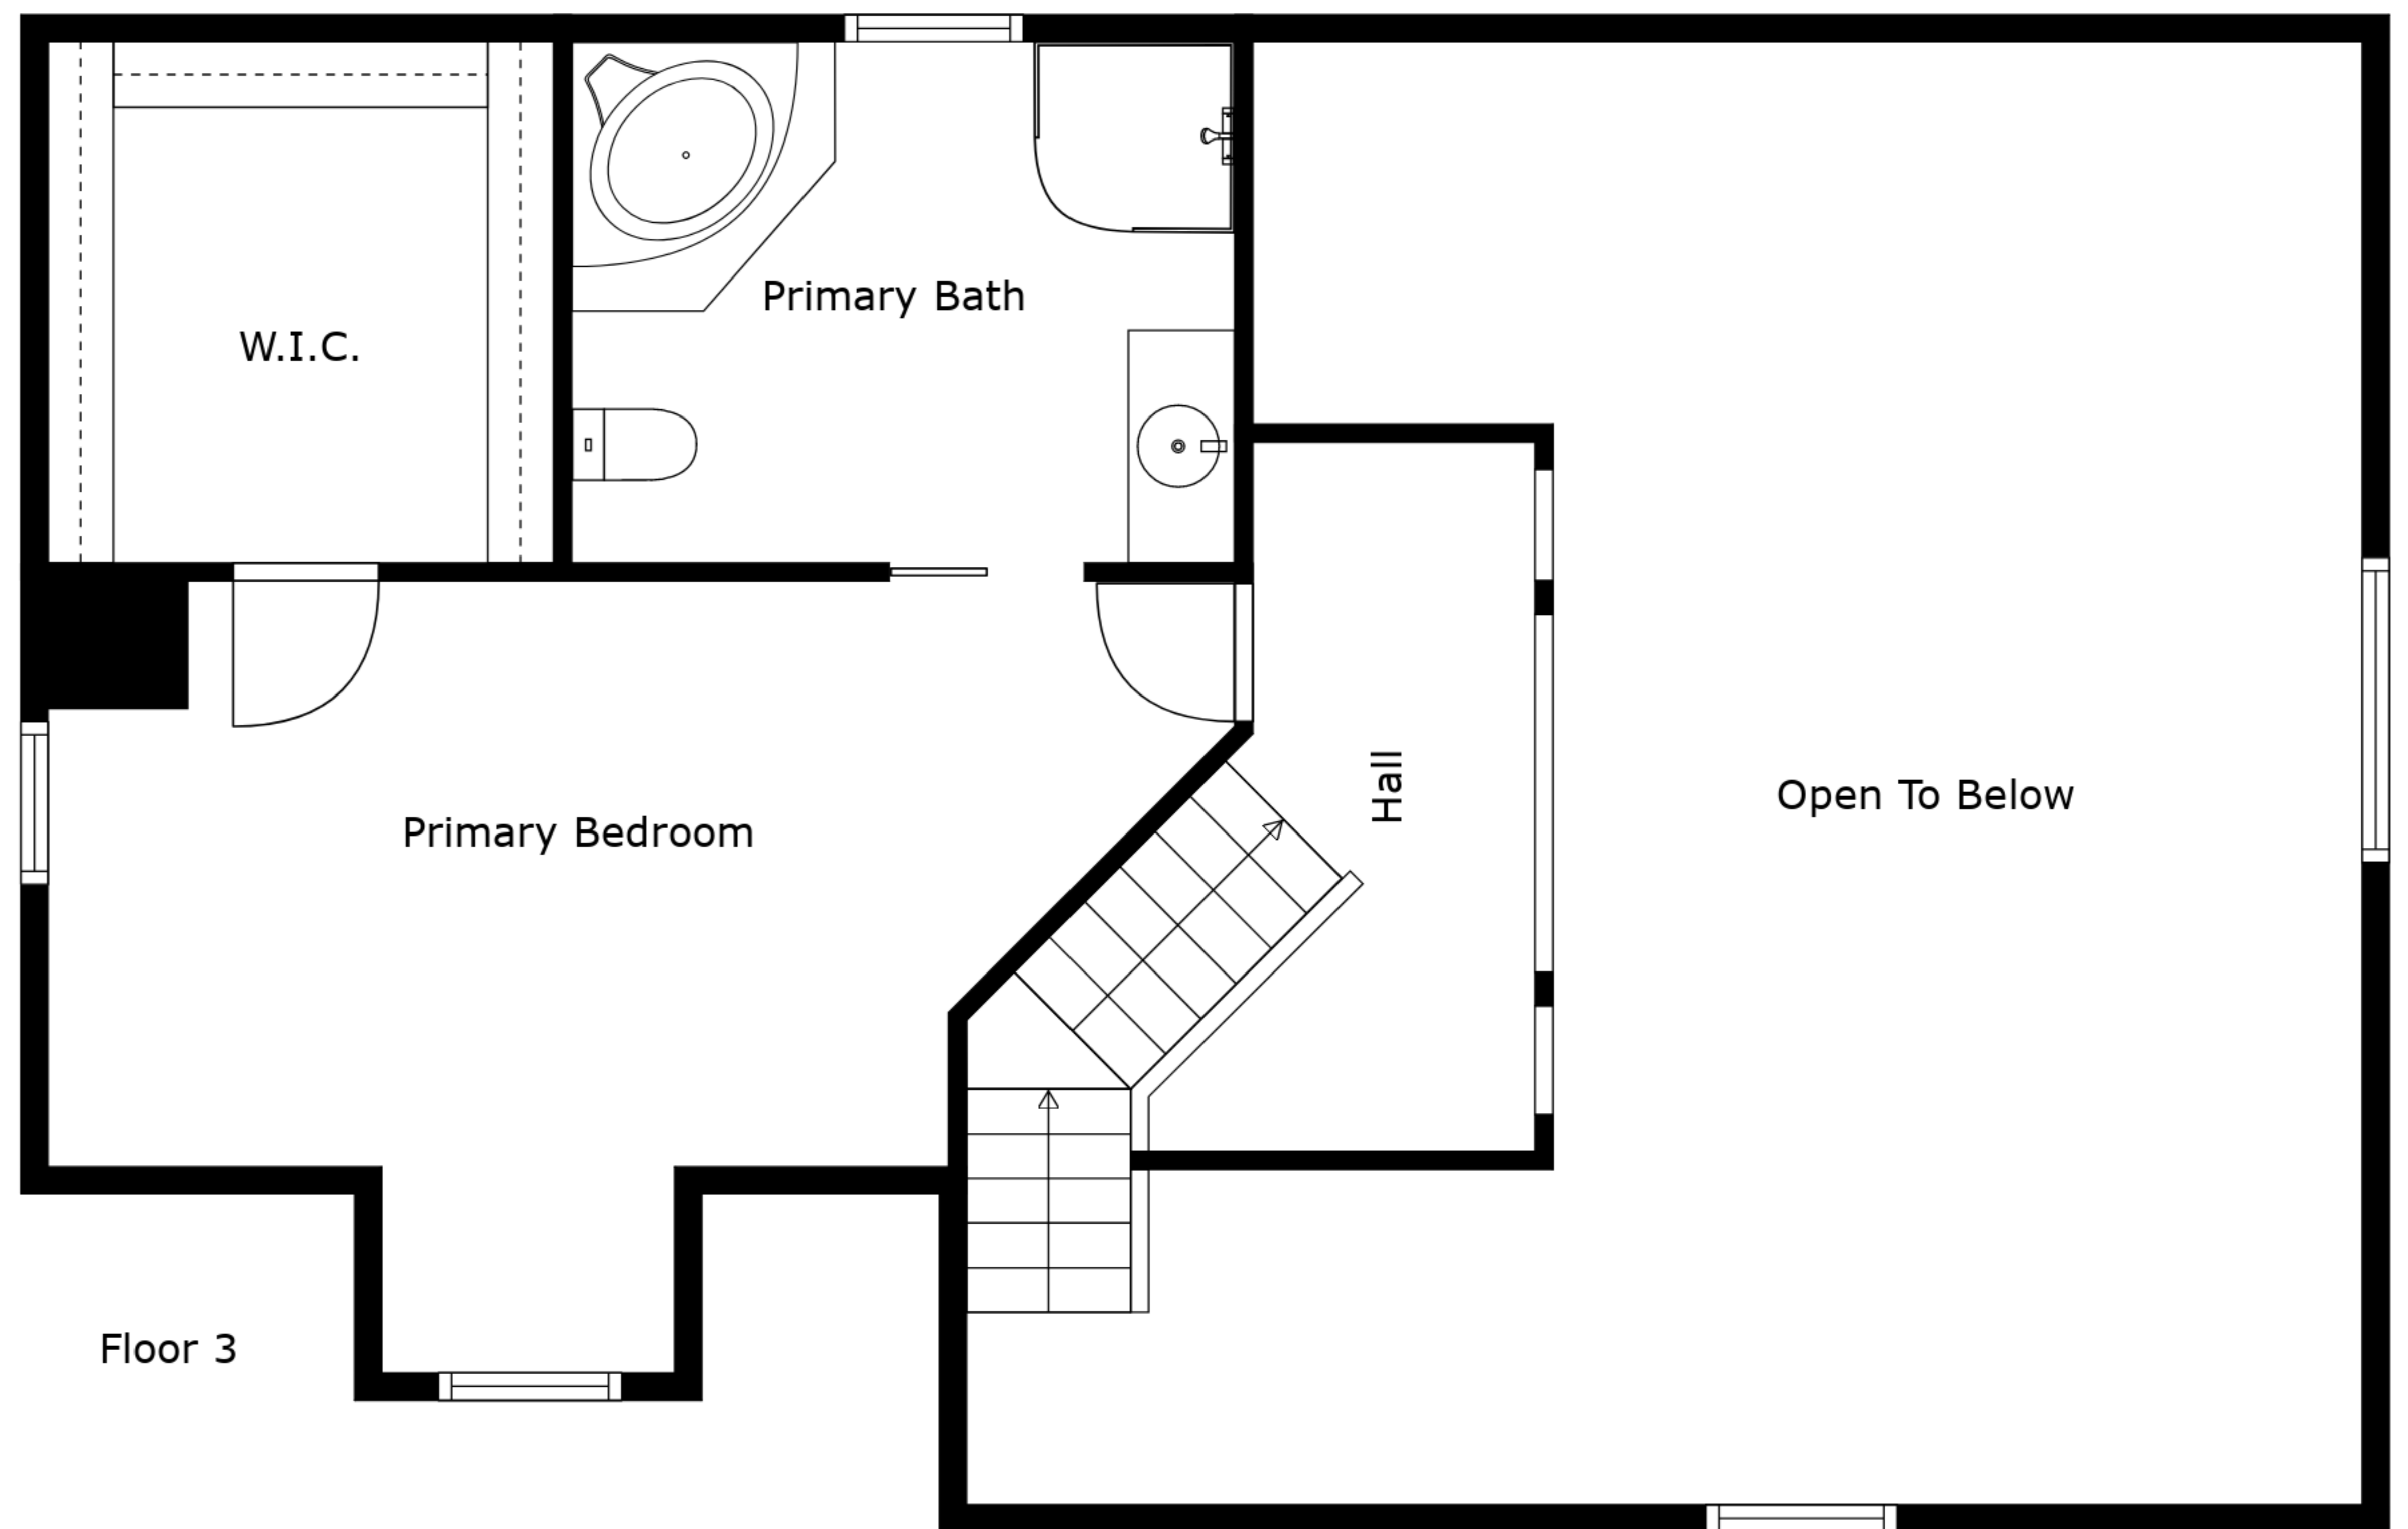 Primary Bath
W.I.C.
Hall
Open To Below
Primary Bedroom
Floor 3